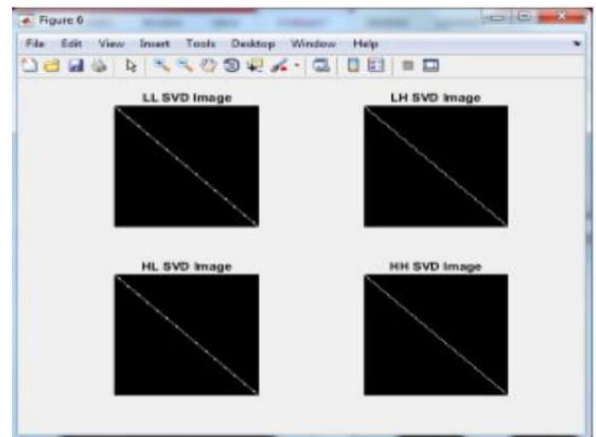 Figure 6
File Edit View Insert Tools Desktop Window Help
LL SVD Image
LH SVD Image
HL SVD Image
HH SVD Image